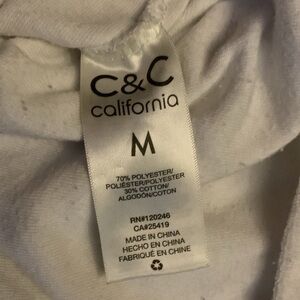 C&C
california
M
70% POLYESTER/
POLIÉSTER/POLYESTER
30% COTTON/
ALGODÓN/COTON
RN#120246
CA#25419
MADE IN CHINA
HECHO EN CHINA
FABRIQUÉ EN CHINE